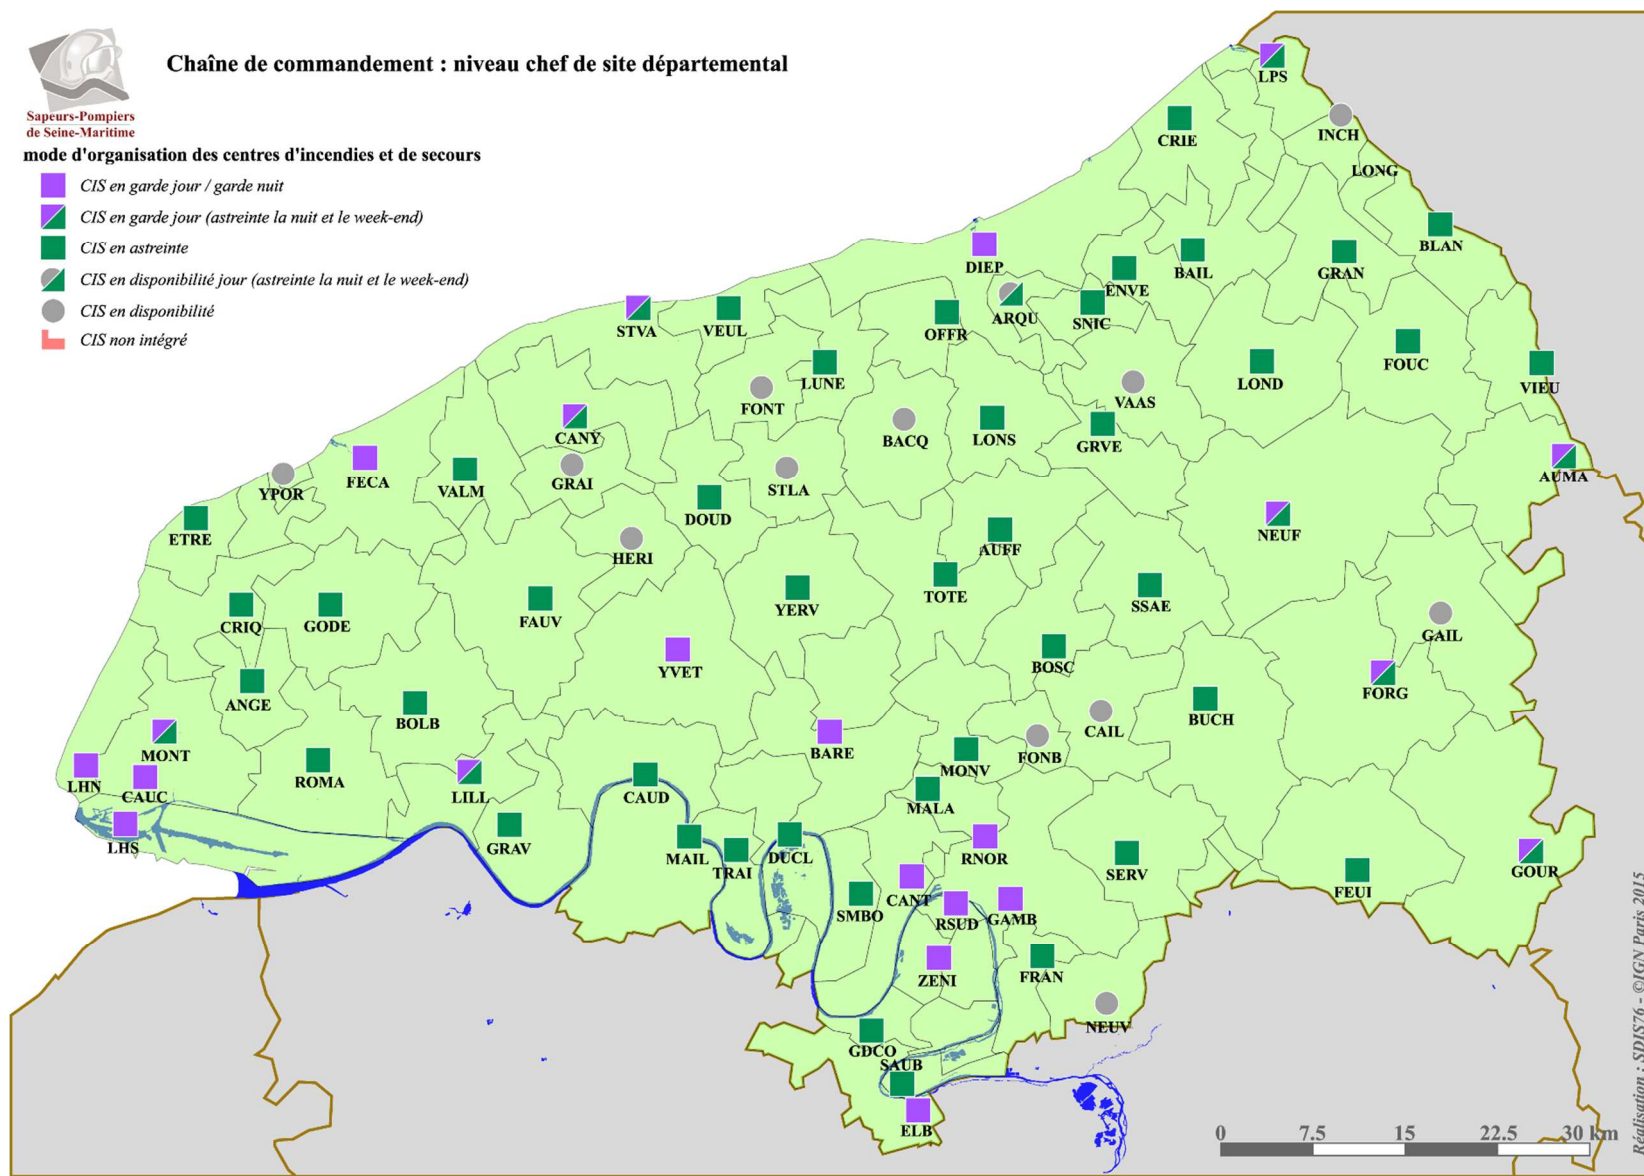 Chaîne de commandement : niveau chef de site départemental
Sapeurs-Pompiers
de Seine-Maritime
mode d'organisation des centres d'incendies et de secours
CIS en garde jour / garde nuit
CIS en garde jour (astreinte la nuit et le week-end)
CIS en astreinte
CIS en disponibilité jour (astreinte la nuit et le week-end)
CIS en disponibilité
CIS non intégré
LPS
INCH
CRIE
LONG
BLAN
DIEP
BAIL
GRAN
ENVE
ARQU
SNIC
STVA
VEUL
OFFR
FOUC
LUNE
LOND
VIEU
FONT
VAAS
CANY
BACQ
LONS
GRVE
AUMA
YPOR
FECA
VALM
GRAI
STLA
DOUD
ETRE
NEUF
HERI
AUFF
YERV
TOTE
SSAE
CRIQ
GODE
FAUV
GAIL
YVET
BOSC
FORG
ANGE
BOLB
BUCH
CAIL
MONT
BARE
FONB
LHN
CAUC
ROMA
LILL
CAUD
MONV
MALA
LHS
GRAV
MAIL
TRAI
DUCL
RNOR
SERV
GOUR
FEUI
CANT
SMBO
RSUD
GAMB
ZENI
FRAN
NEUV
GDCO
SAUB
ELB
0 7.5 15 22.5 30 km
Réalisation : SDIS76 - ©IGN Paris 2015